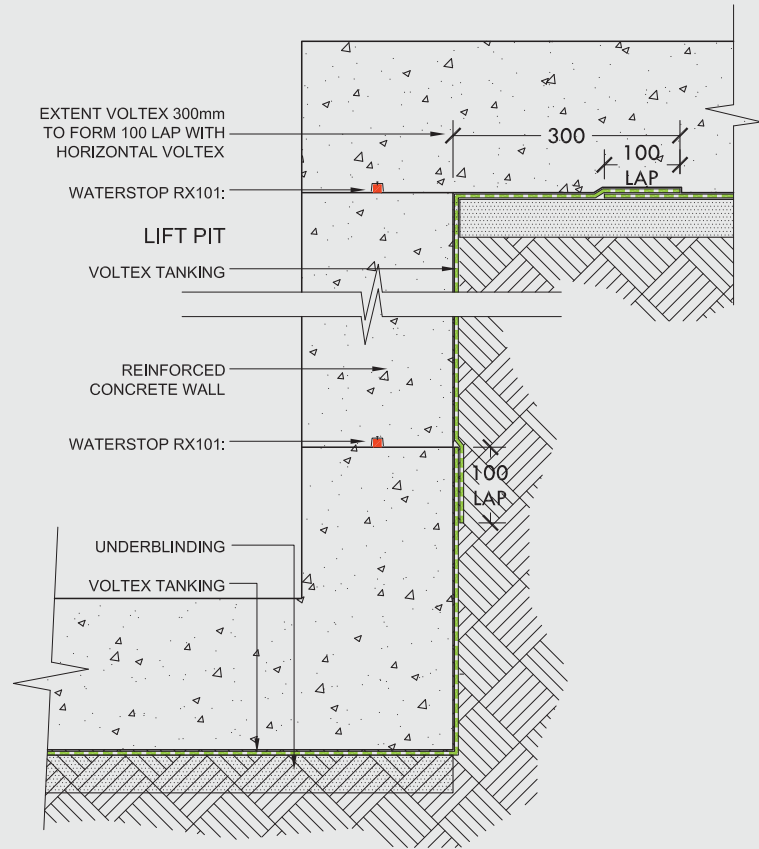 EXTENT VOLTEX 300mm
TO FORM 100 LAP WITH
HORIZONTAL VOLTEX
300
100
LAP
WATERSTOP RX101:
LIFT PIT
VOLTEX TANKING
REINFORCED
CONCRETE WALL
WATERSTOP RX101:
100
LAP
UNDERBLINDING
VOLTEX TANKING